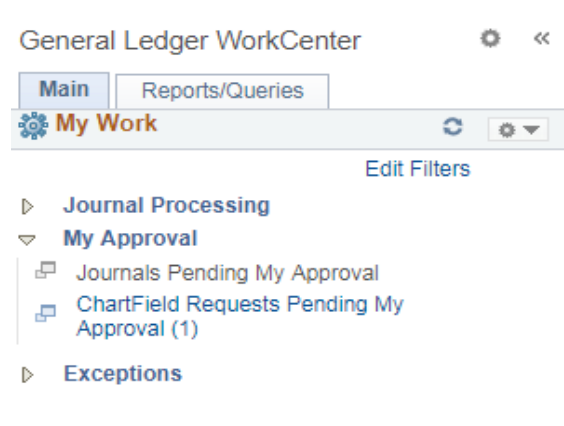 General Ledger WorkCenter
Main Reports/Queries
My Work
Edit Filters
Journal Processing
My Approval
Journals Pending My Approval
ChartField Requests Pending My
Approval (1)
Exceptions